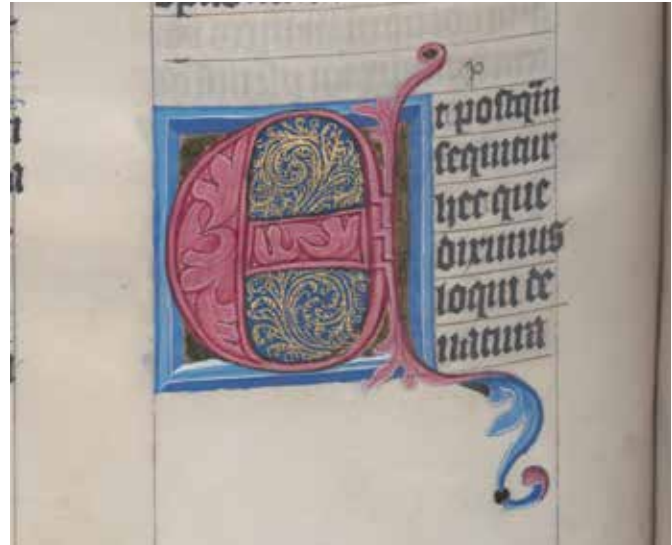 Et postqm̄
sequitur
hec que
diximus
loqui de
natura